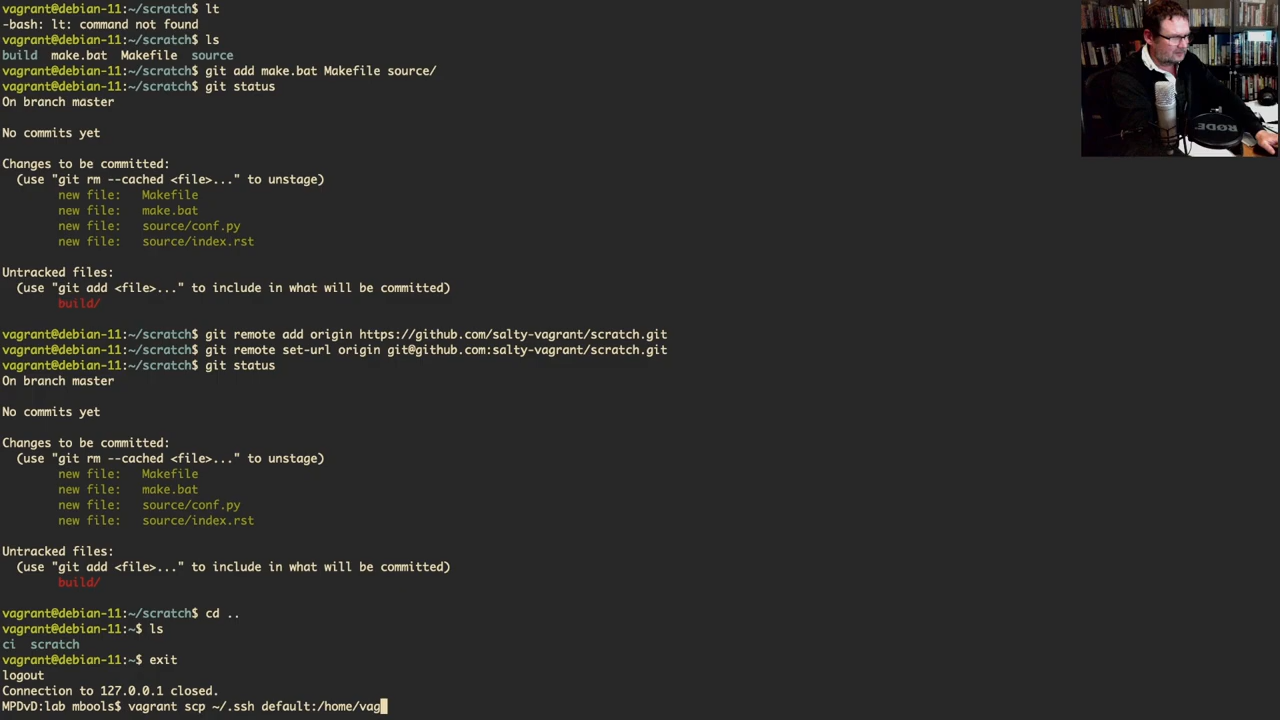 vagrant@debian-11:~/scratch$ lt
-bash: lt: command not found
vagrant@debian-11:~/scratch$ ls
build  make.bat  Makefile  source
vagrant@debian-11:~/scratch$ git add make.bat Makefile source/
vagrant@debian-11:~/scratch$ git status
On branch master
No commits yet
Changes to be committed:
  (use "git rm --cached <file>..." to unstage)
        new file:   Makefile
        new file:   make.bat
        new file:   source/conf.py
        new file:   source/index.rst
Untracked files:
  (use "git add <file>..." to include in what will be committed)
        build/
vagrant@debian-11:~/scratch$ git remote add origin https://github.com/salty-vagrant/scratch.git
vagrant@debian-11:~/scratch$ git remote set-url origin git@github.com:salty-vagrant/scratch.git
vagrant@debian-11:~/scratch$ git status
On branch master
No commits yet
Changes to be committed:
  (use "git rm --cached <file>..." to unstage)
        new file:   Makefile
        new file:   make.bat
        new file:   source/conf.py
        new file:   source/index.rst
Untracked files:
  (use "git add <file>..." to include in what will be committed)
        build/
vagrant@debian-11:~/scratch$ cd ..
vagrant@debian-11:~$ ls
ci  scratch
vagrant@debian-11:~$ exit
logout
Connection to 127.0.0.1 closed.
MPDvD:lab mbools$ vagrant scp ~/.ssh default:/home/vag
RØDE